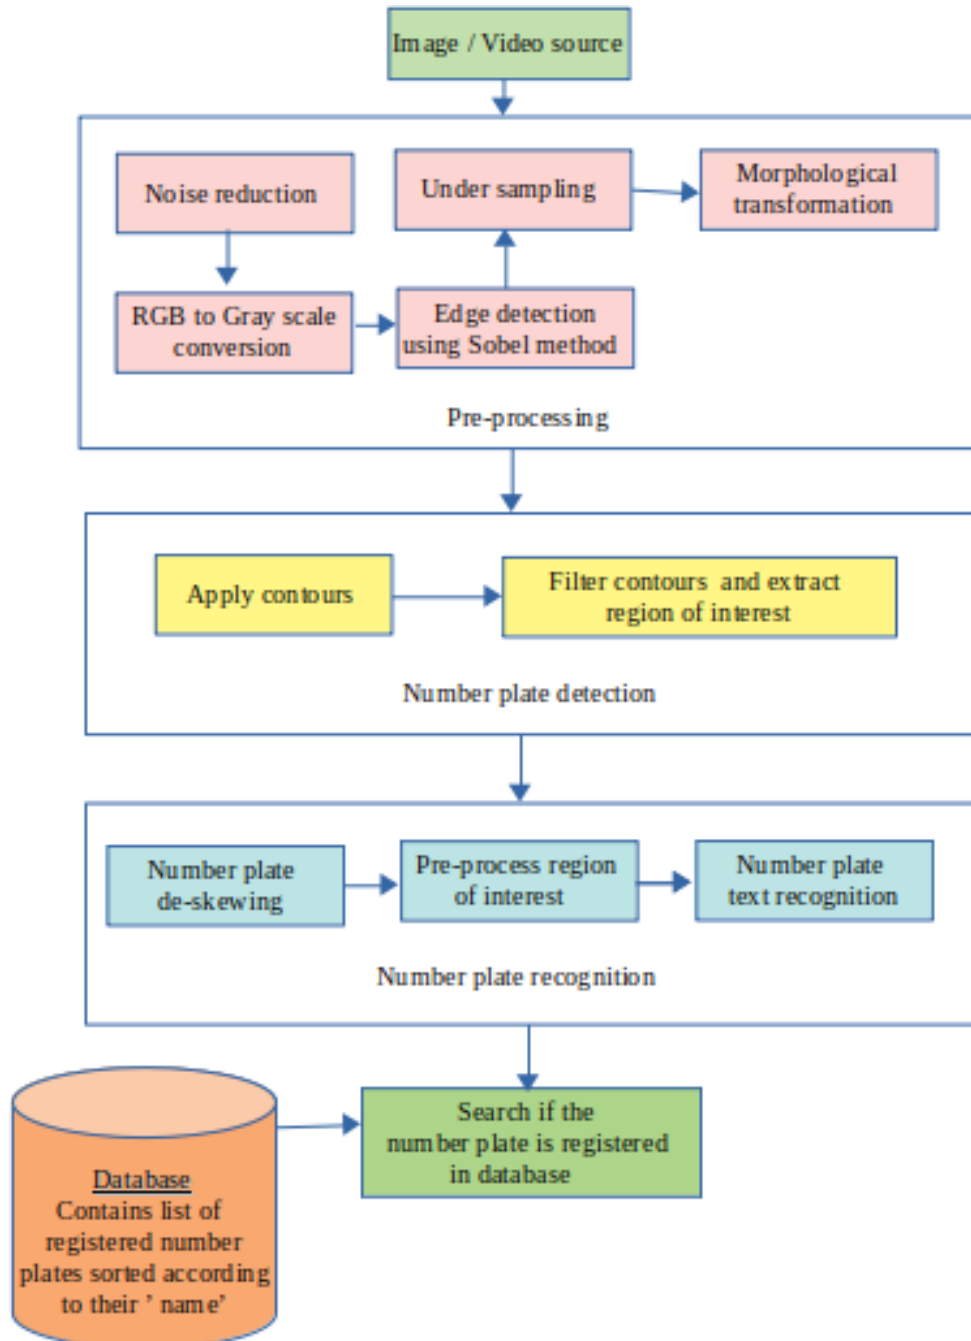 Image / Video source
Noise reduction
Under sampling
Morphological
transformation
RGB to Gray scale
conversion
Edge detection
using Sobel method
Pre-processing
Apply contours
Filter contours and extract
region of interest
Number plate detection
Number plate
de-skewing
Pre-process region
of interest
Number plate
text recognition
Number plate recognition
Search if the
number plate is registered
in database
Database
Contains list of
registered number
plates sorted according
to their ’ name’